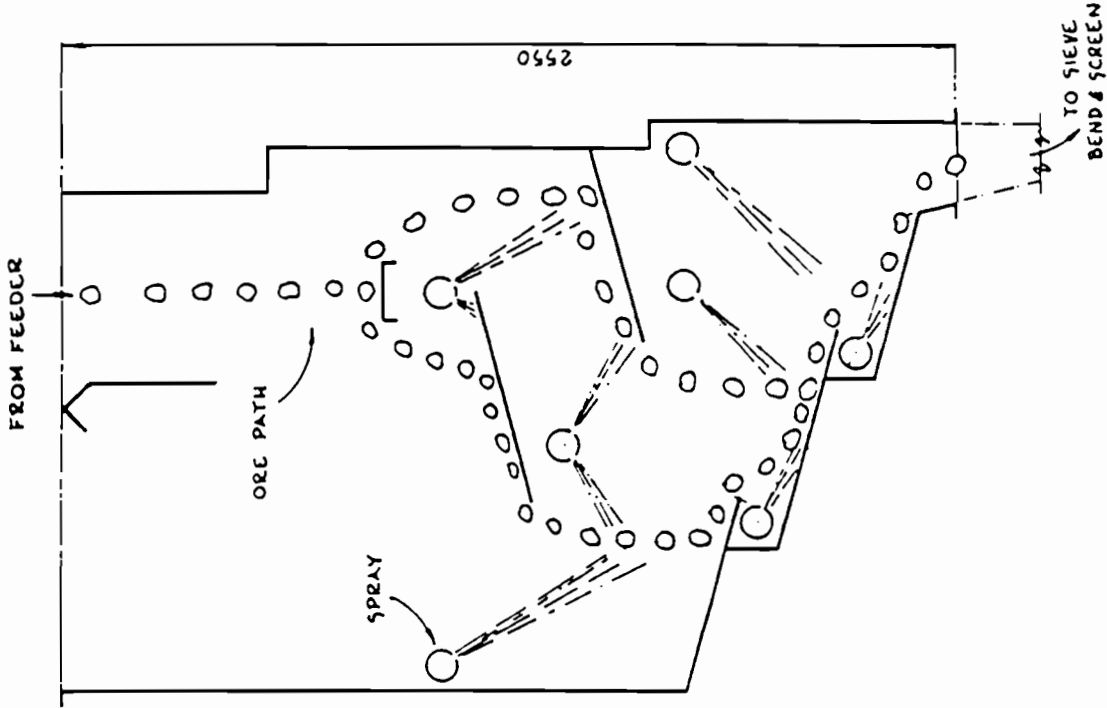 FROM FEEDER
2550
ORE PATH
SPRAY
TO SIEVE
BEND & SCREEN